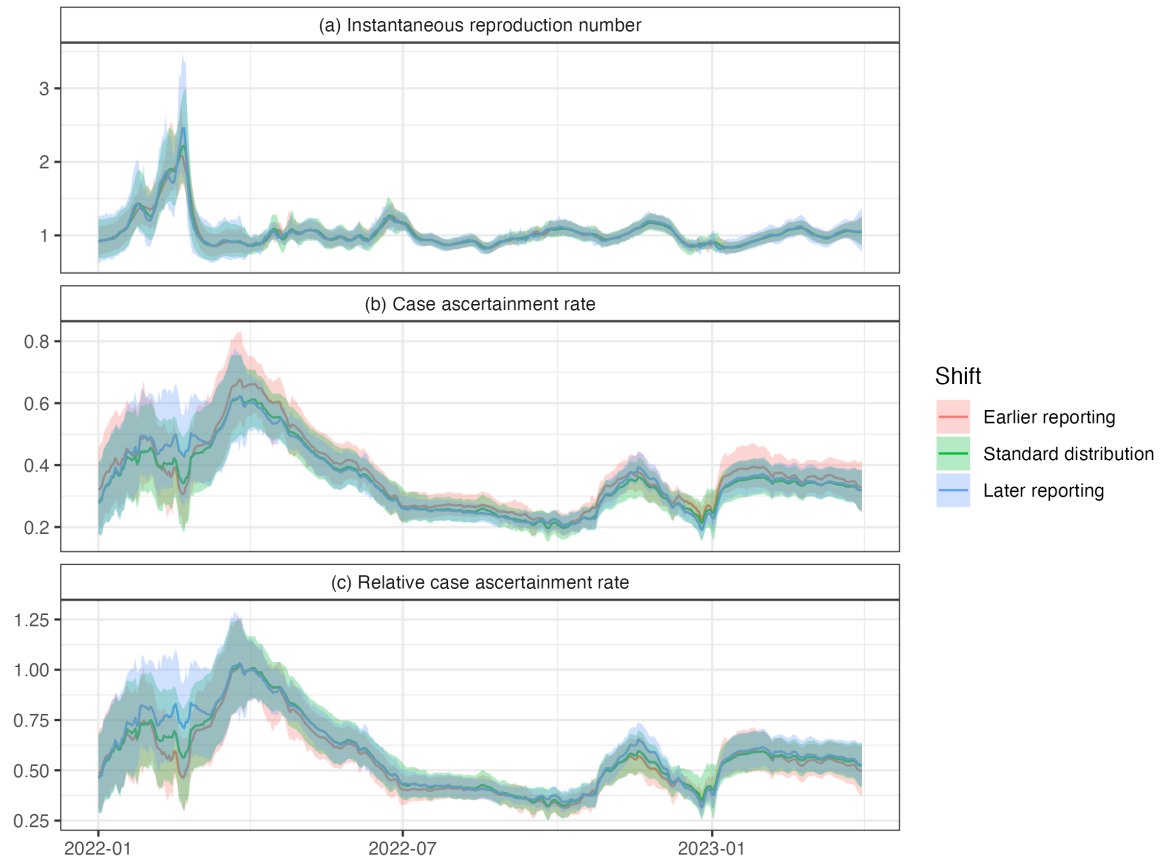 (a) Instantaneous reproduction number
3
2
1
(b) Case ascertainment rate
0.8
0.6
0.4
0.2
(c) Relative case ascertainment rate
1.25
1.00
0.75
0.50
0.25
2022-01 2022-07 2023-01
Shift
Earlier reporting
Standard distribution
Later reporting